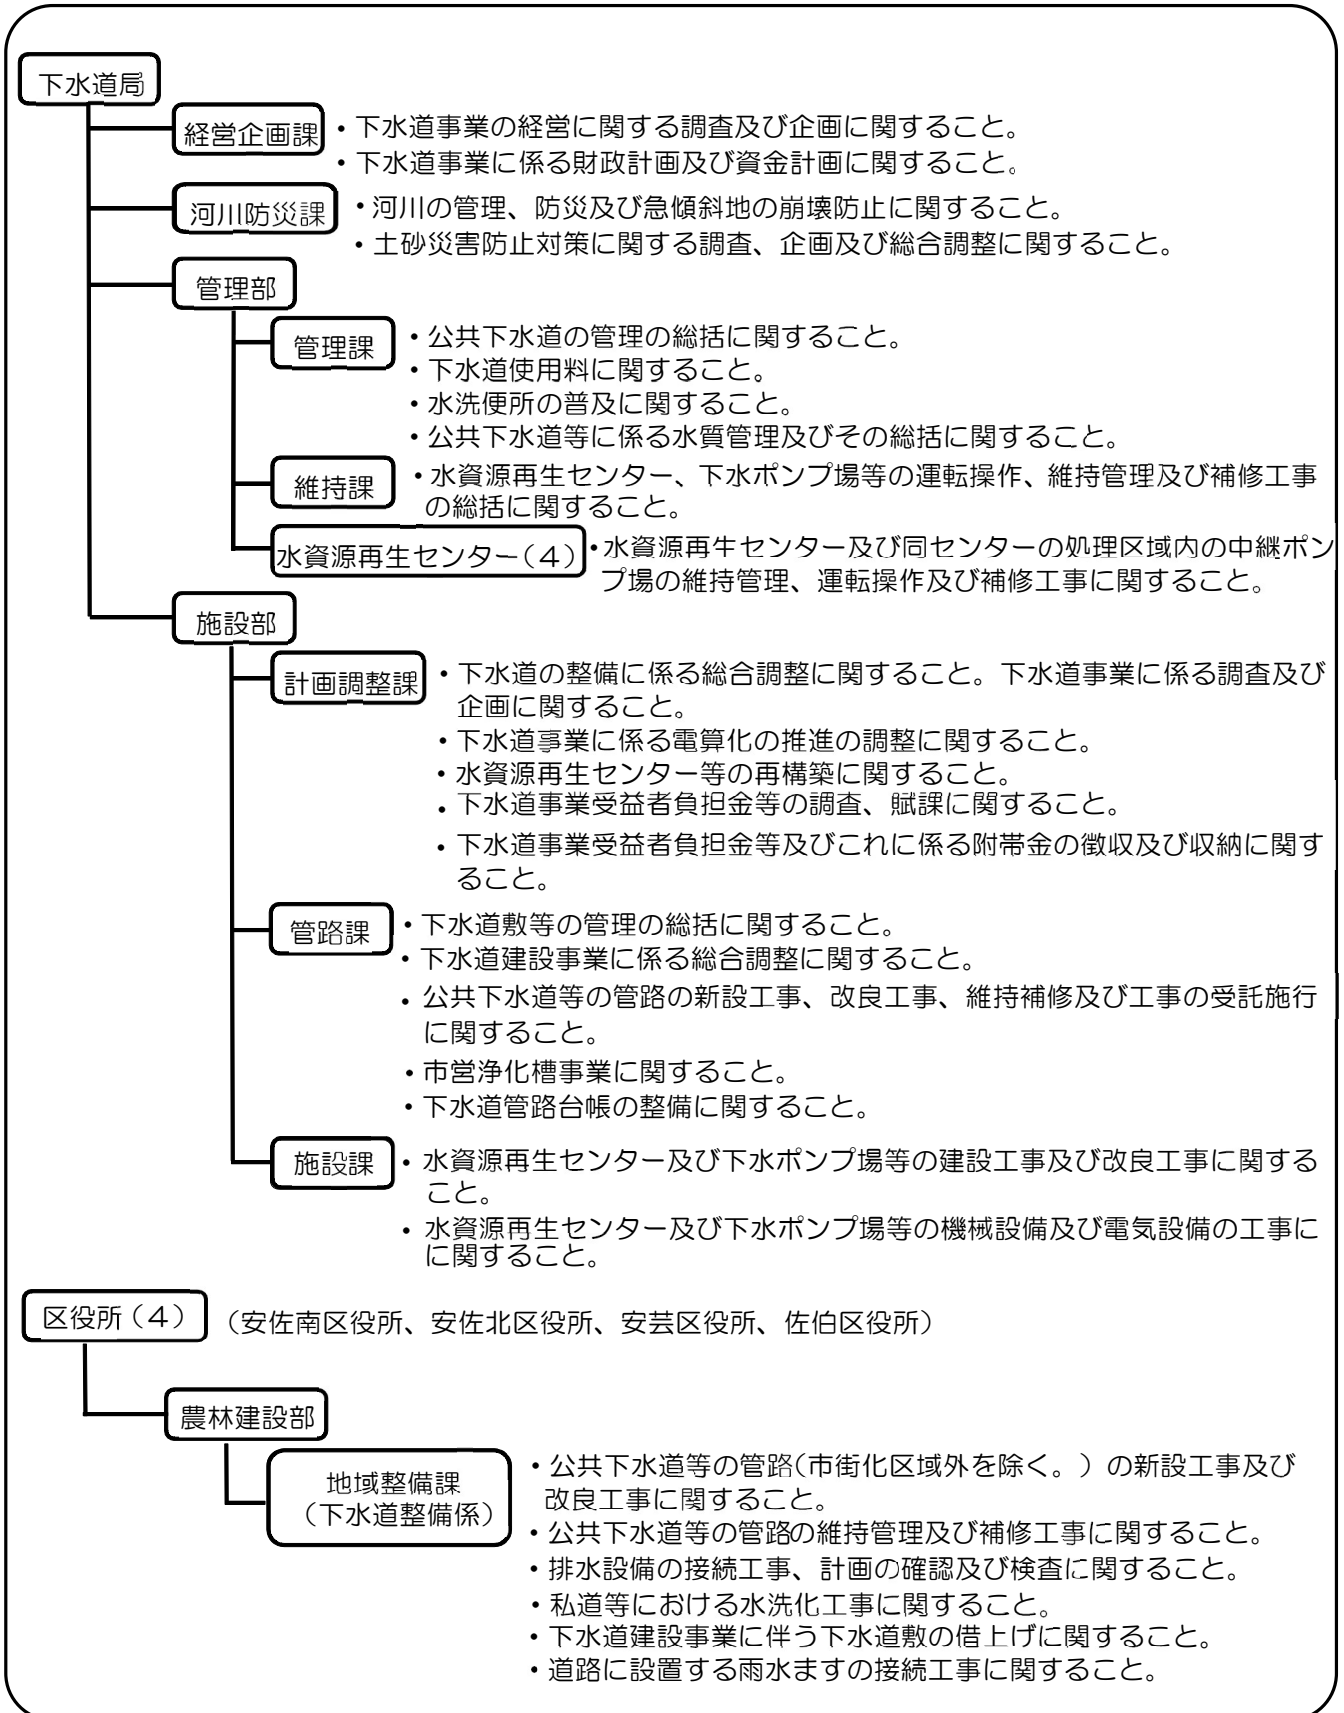 下水道局
経営企画課
・下水道事業の経営に関する調査及び企画に関すること。
・下水道事業に係る財政計画及び資金計画に関すること。
河川防災課
・河川の管理、防災及び急傾斜地の崩壊防止に関すること。
・土砂災害防止対策に関する調査、企画及び総合調整に関すること。
管理部
管理課
・公共下水道の管理の総括に関すること。
・下水道使用料に関すること。
・水洗便所の普及に関すること。
・公共下水道等に係る水質管理及びその総括に関すること。
維持課
・水資源再生センター、下水ポンプ場等の運転操作、維持管理及び補修工事
の総括に関すること。
水資源再生センター(4)
・水資源再生センター及び同センターの処理区域内の中継ポン
プ場の維持管理、運転操作及び補修工事に関すること。
施設部
計画調整課
・下水道の整備に係る総合調整に関すること。下水道事業に係る調査及び
企画に関すること。
・下水道事業に係る電算化の推進の調整に関すること。
・水資源再生センター等の再構築に関すること。
・下水道事業受益者負担金等の調査、賦課に関すること。
・下水道事業受益者負担金等及びこれに係る附帯金の徴収及び収納に関す
ること。
管路課
・下水道敷等の管理の総括に関すること。
・下水道建設事業に係る総合調整に関すること。
・公共下水道等の管路の新設工事、改良工事、維持補修及び工事の受託施行
に関すること。
・市営浄化槽事業に関すること。
・下水道管路台帳の整備に関すること。
施設課
・水資源再生センター及び下水ポンプ場等の建設工事及び改良工事に関する
こと。
・水資源再生センター及び下水ポンプ場等の機械設備及び電気設備の工事に
に関すること。
区役所(4)
(安佐南区役所、安佐北区役所、安芸区役所、佐伯区役所)
農林建設部
地域整備課
(下水道整備係)
・公共下水道等の管路(市街化区域外を除く。)の新設工事及び
改良工事に関すること。
・公共下水道等の管路の維持管理及び補修工事に関すること。
・排水設備の接続工事、計画の確認及び検査に関すること。
・私道等における水洗化工事に関すること。
・下水道建設事業に伴う下水道敷の借上げに関すること。
・道路に設置する雨水ますの接続工事に関すること。